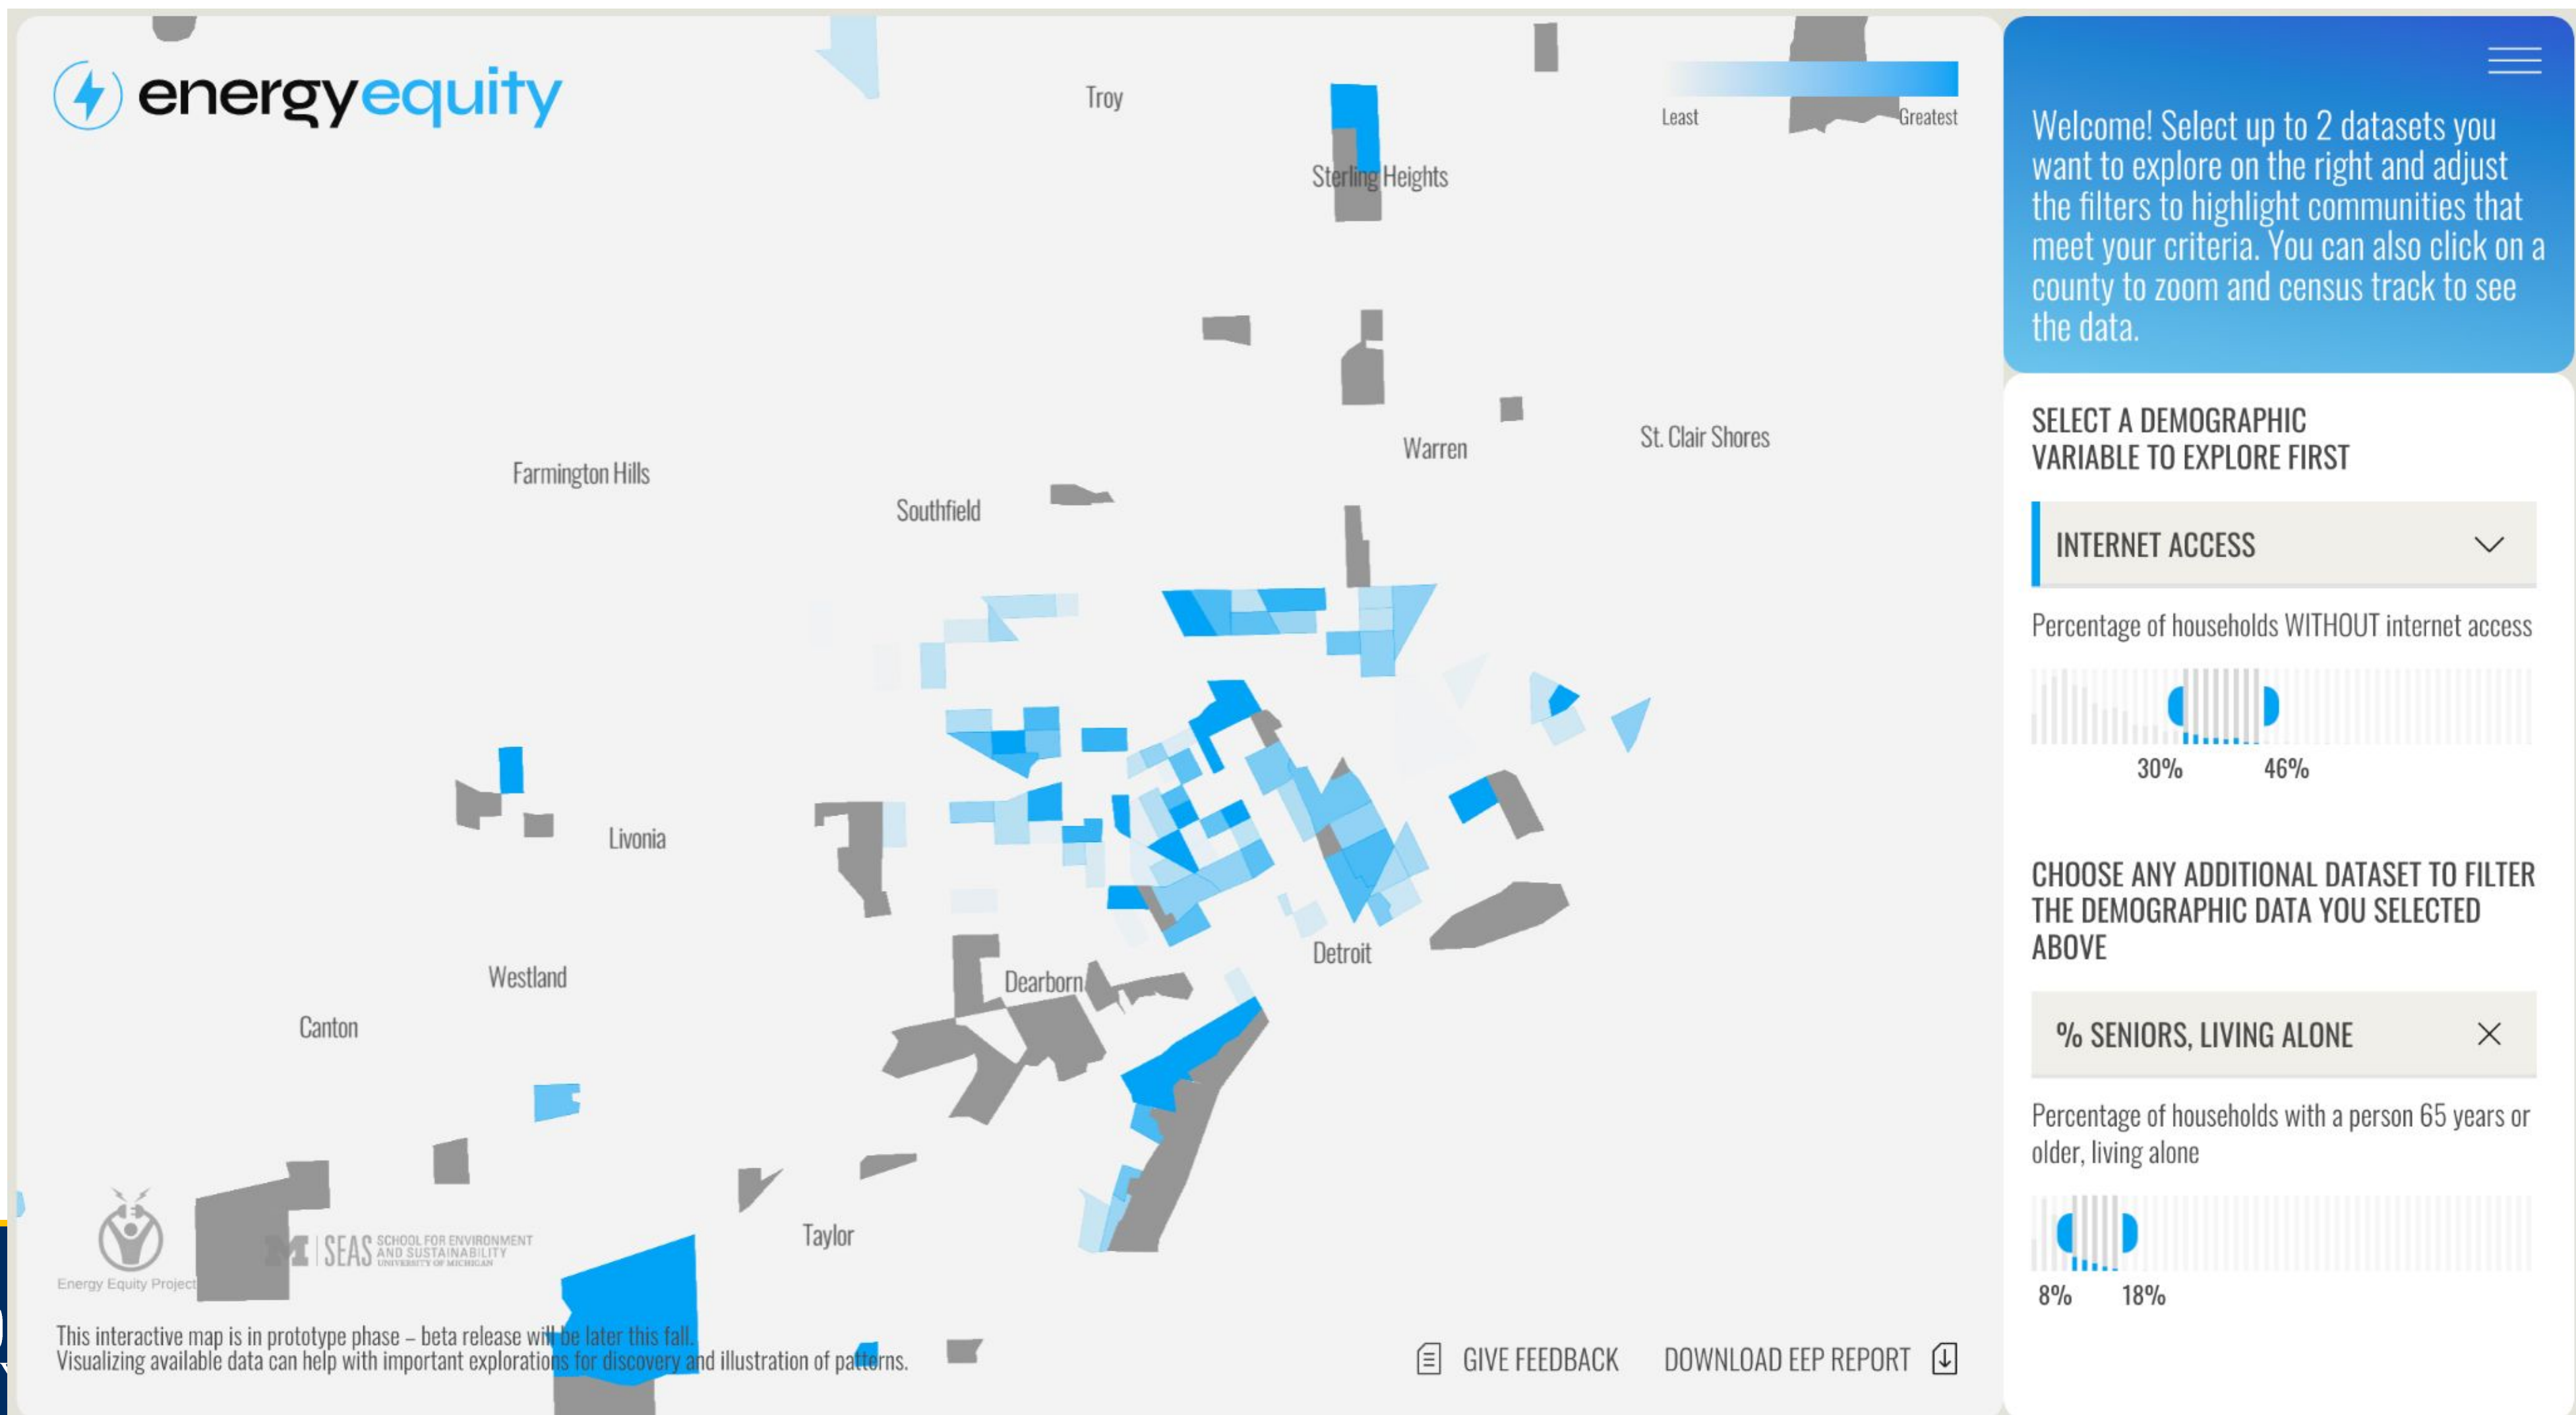 energyequity
Troy
Least
Greatest
Sterling Heights
Farmington Hills
Southfield
Warren
St. Clair Shores
Livonia
Westland
Canton
Dearborn
Detroit
Taylor
Energy Equity Project
M | SEAS SCHOOL FOR ENVIRONMENT
AND SUSTAINABILITY
UNIVERSITY OF MICHIGAN
This interactive map is in prototype phase – beta release will be later this fall.
Visualizing available data can help with important explorations for discovery and illustration of patterns.
GIVE FEEDBACK
DOWNLOAD EEP REPORT
Welcome! Select up to 2 datasets you
want to explore on the right and adjust
the filters to highlight communities that
meet your criteria. You can also click on a
county to zoom and census track to see
the data.
SELECT A DEMOGRAPHIC
VARIABLE TO EXPLORE FIRST
INTERNET ACCESS
Percentage of households WITHOUT internet access
30%
46%
CHOOSE ANY ADDITIONAL DATASET TO FILTER
THE DEMOGRAPHIC DATA YOU SELECTED
ABOVE
% SENIORS, LIVING ALONE
Percentage of households with a person 65 years or
older, living alone
8%
18%